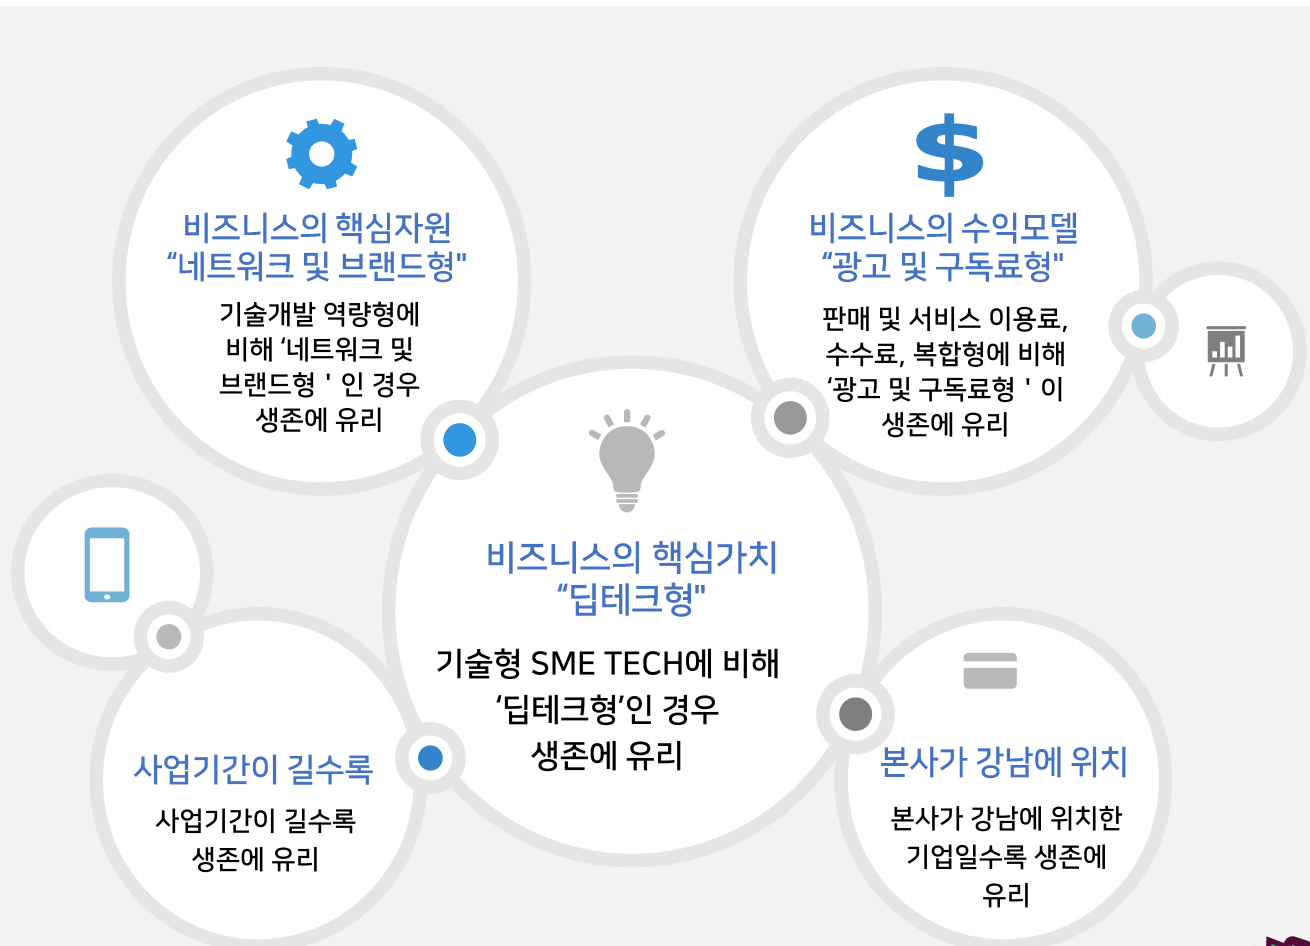 비즈니스의 핵심자원
“네트워크 및 브랜드형"
기술개발 역량형에
비해 ‘네트워크 및
브랜드형 ' 인 경우
생존에 유리
$
비즈니스의 수익모델
“광고 및 구독료형"
판매 및 서비스 이용료,
수수료, 복합형에 비해
‘광고 및 구독료형 ' 이
생존에 유리
비즈니스의 핵심가치
“딥테크형"
기술형 SME TECH에 비해
‘딥테크형’인 경우
생존에 유리
사업기간이 길수록
사업기간이 길수록
생존에 유리
본사가 강남에 위치
본사가 강남에 위치한
기업일수록 생존에
유리